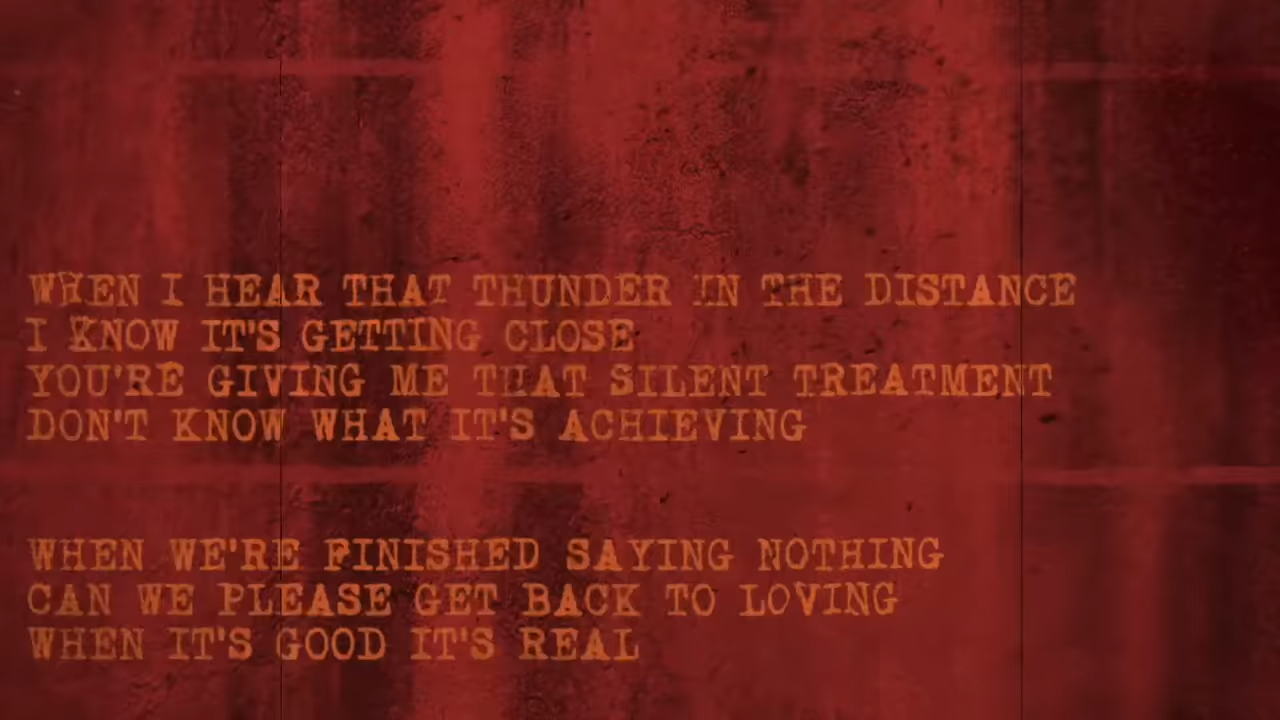 WHEN I HEAR THAT THUNDER IN THE DISTANCE
I KNOW IT'S GETTING CLOSE
YOU'RE GIVING ME THAT SILENT TREATMENT
DON'T KNOW WHAT IT'S ACHIEVING
WHEN WE'RE FINISHED SAYING NOTHING
CAN WE PLEASE GET BACK TO LOVING
WHEN IT'S GOOD IT'S REAL